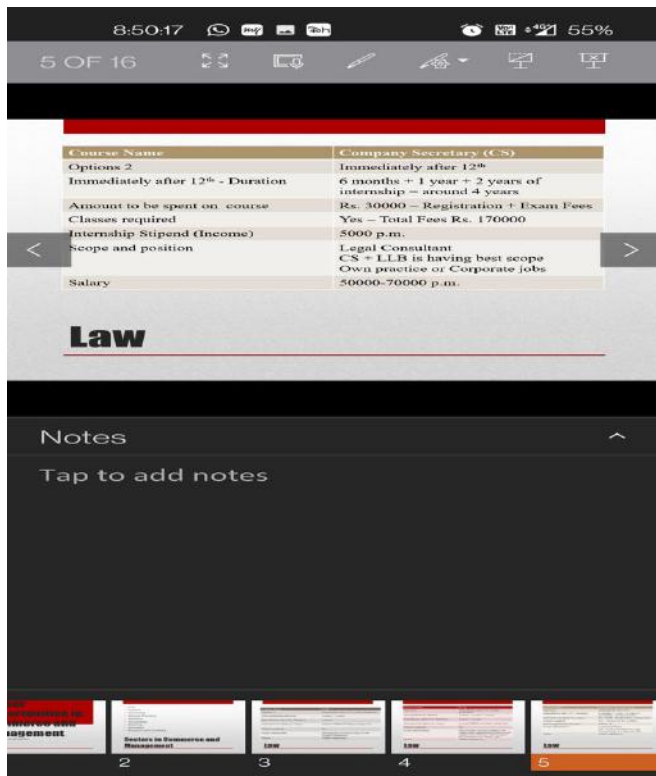 8:50:17 55%
5 OF 16
Course Name Company Secretary (CS)
Options 2 Immediately after 12th
Immediately after 12th - Duration 6 months + 1 year + 2 years of
internship = around 4 years
Amount to be spent on course Rs. 30000 – Registration + Exam Fees
Classes required Yes – Total Fees Rs. 170000
Internship Stipend (Income) 5000 p.m.
Scope and position Legal Consultant
CS + LLB is having best scope
Own practice or Corporate jobs
Salary 50000-70000 p.m.
Law
Notes
Tap to add notes
Sectors in Commerce and
Management
Law Law Law
2 3 4 5